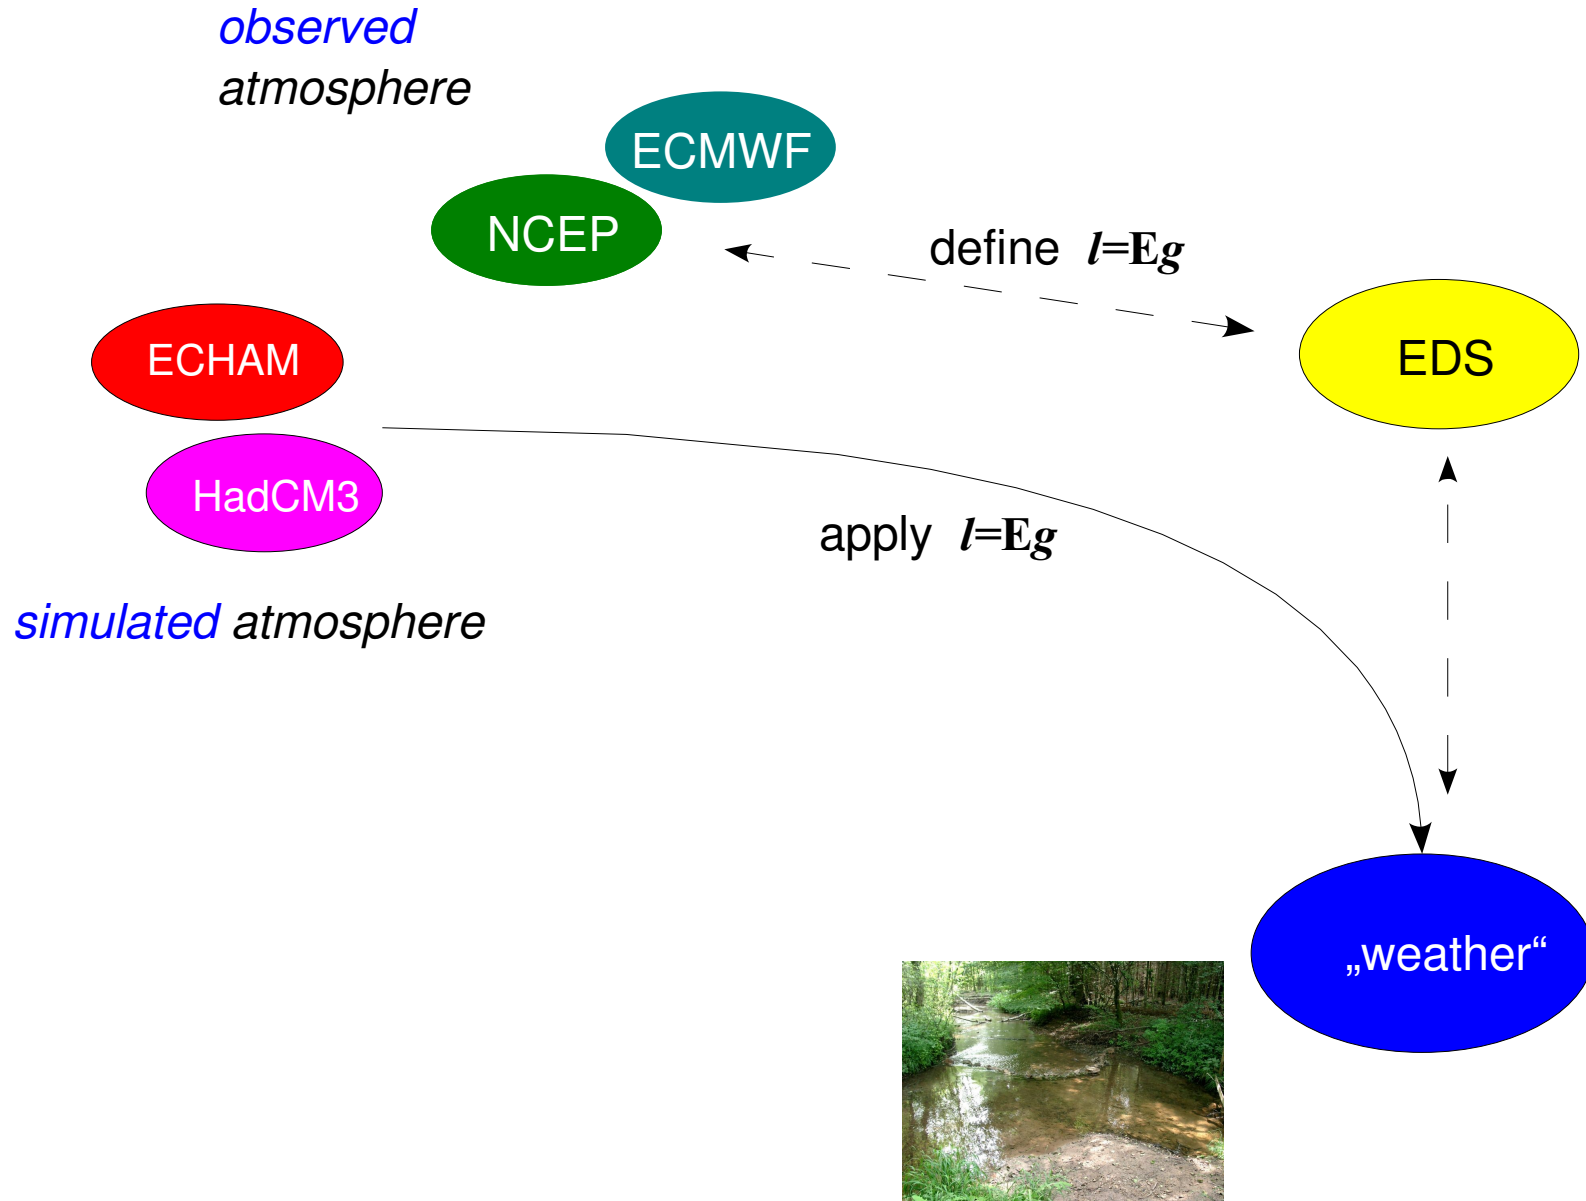 observed
atmosphere
ECMWF
NCEP
define l=Eg
EDS
ECHAM
HadCM3
apply l=Eg
simulated atmosphere
„weather“